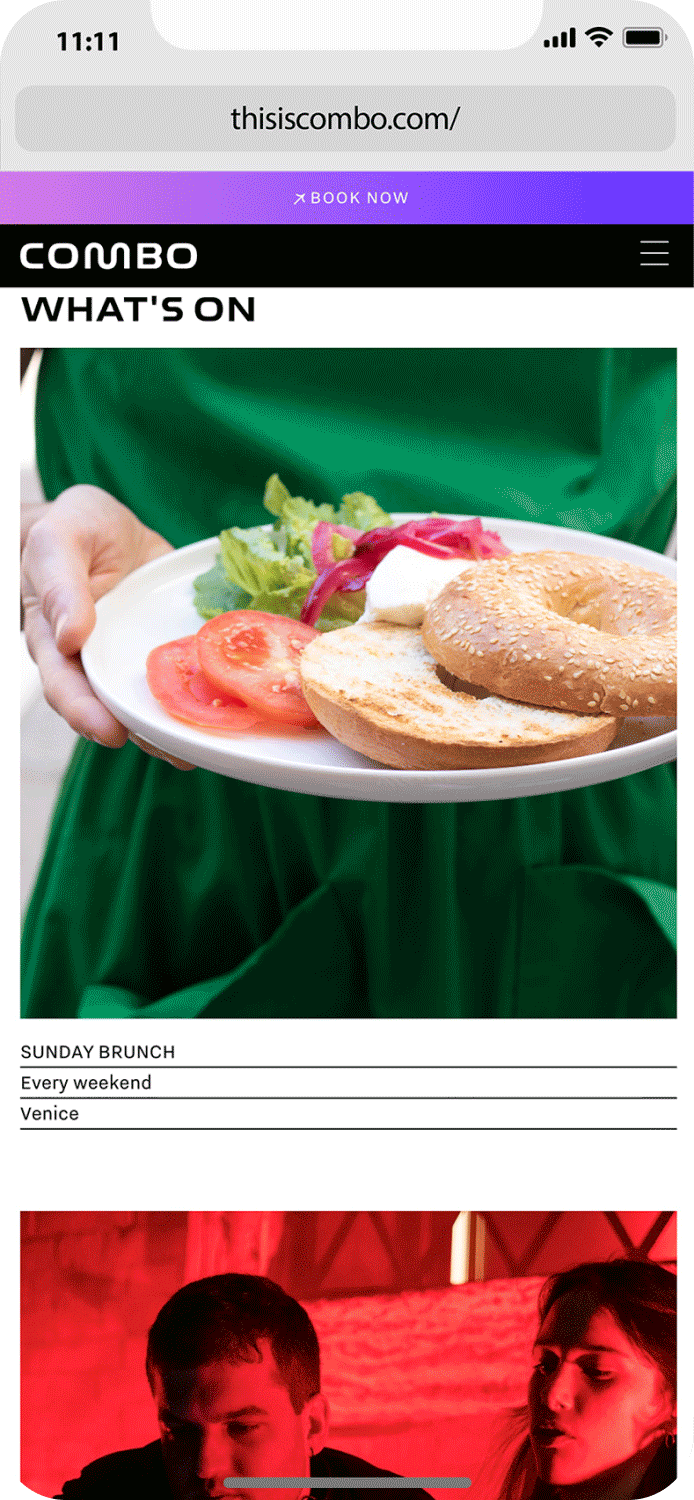 11:11
thisiscombo.com/
BOOK NOW
COMBO
WHAT'S ON
SUNDAY BRUNCH
Every weekend
Venice